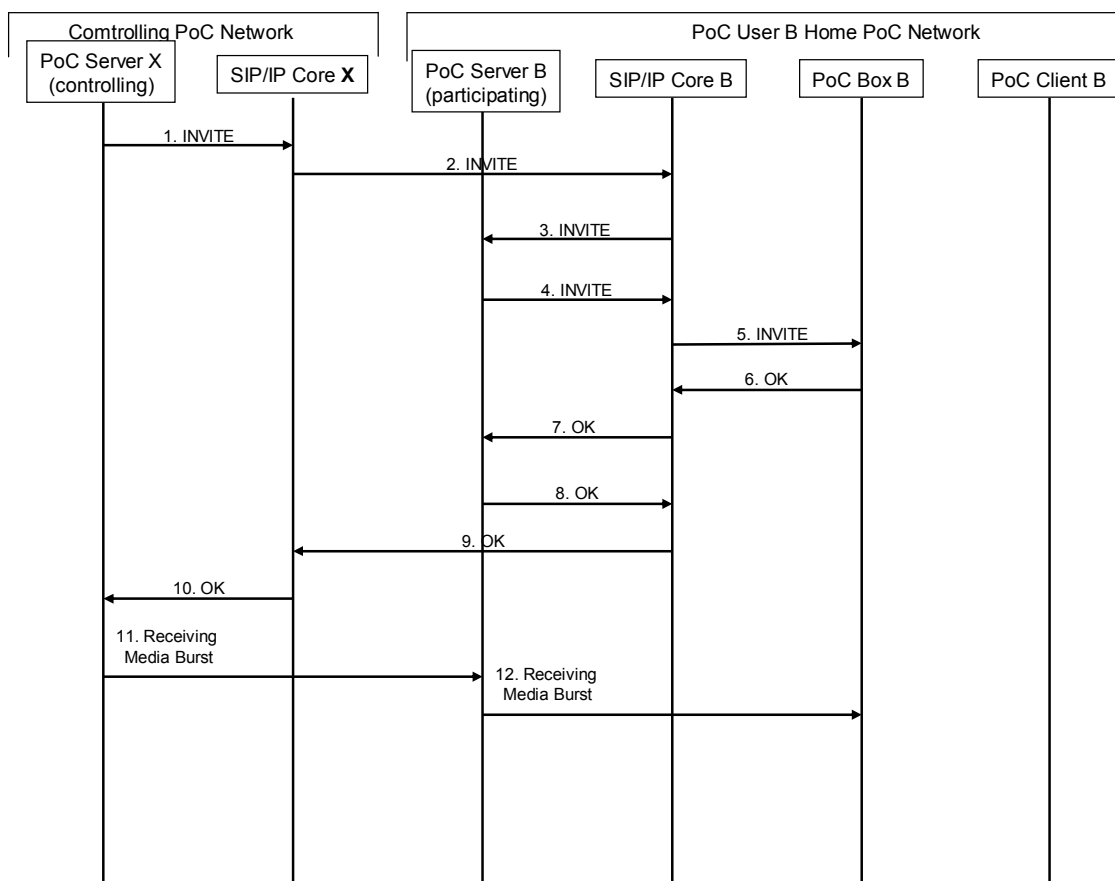 Comtrolling PoC Network
PoC User B Home PoC Network
PoC Server X
(controlling)
SIP/IP Core X
PoC Server B
(participating)
SIP/IP Core B
PoC Box B
PoC Client B
1. INVITE
2. INVITE
3. INVITE
4. INVITE
5. INVITE
6. OK
7. OK
8. OK
9. OK
10. OK
11. Receiving
Media Burst
12. Receiving
Media Burst